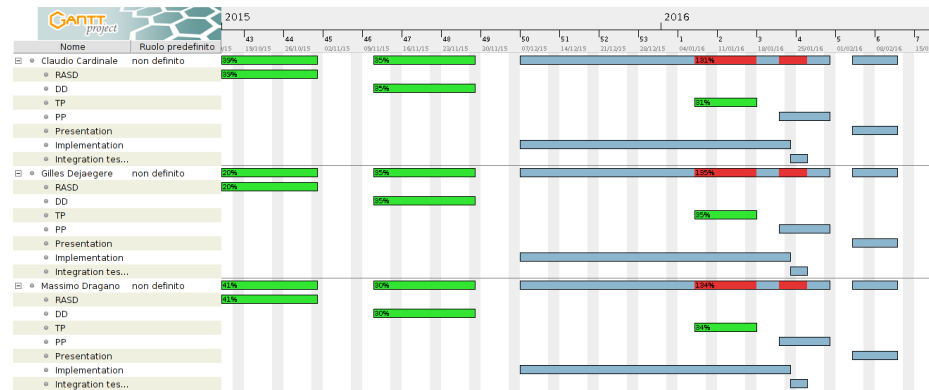 GANTT project
2015 2016
43 44 45 46 47 48 49 50 51 52 53 1 2 3 4 5 6 7
Nome Ruolo predefinito
/15 19/10/15 26/10/15 02/11/15 09/11/15 16/11/15 23/11/15 30/11/15 07/12/15 14/12/15 21/12/15 28/12/15 04/01/16 11/01/16 18/01/16 25/01/16 01/02/16 08/02/16 15/0
Claudio Cardinale non definito 39% 35% 131%
RASD 39%
DD 35%
TP 31%
PP
Presentation
Implementation
Integration tes...
Gilles Dejaegere non definito 20% 35% 135%
RASD 20%
DD 35%
TP 35%
PP
Presentation
Implementation
Integration tes...
Massimo Dragano non definito 41% 30% 134%
RASD 41%
DD 30%
TP 34%
PP
Presentation
Implementation
Integration tes...